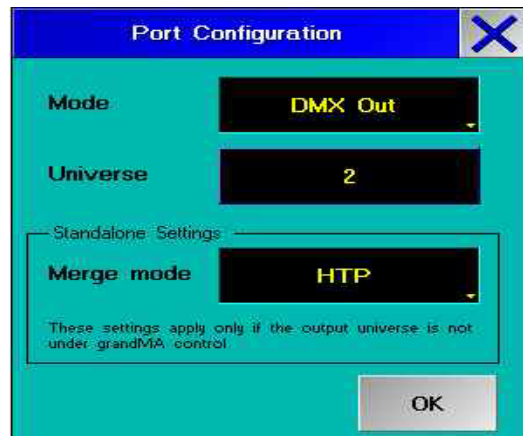 Port Configuration
Mode
DMX Out
Universe
2
Standalone Settings
Merge mode
HTP
These settings apply only if the output universe is not
under grandMA control
OK